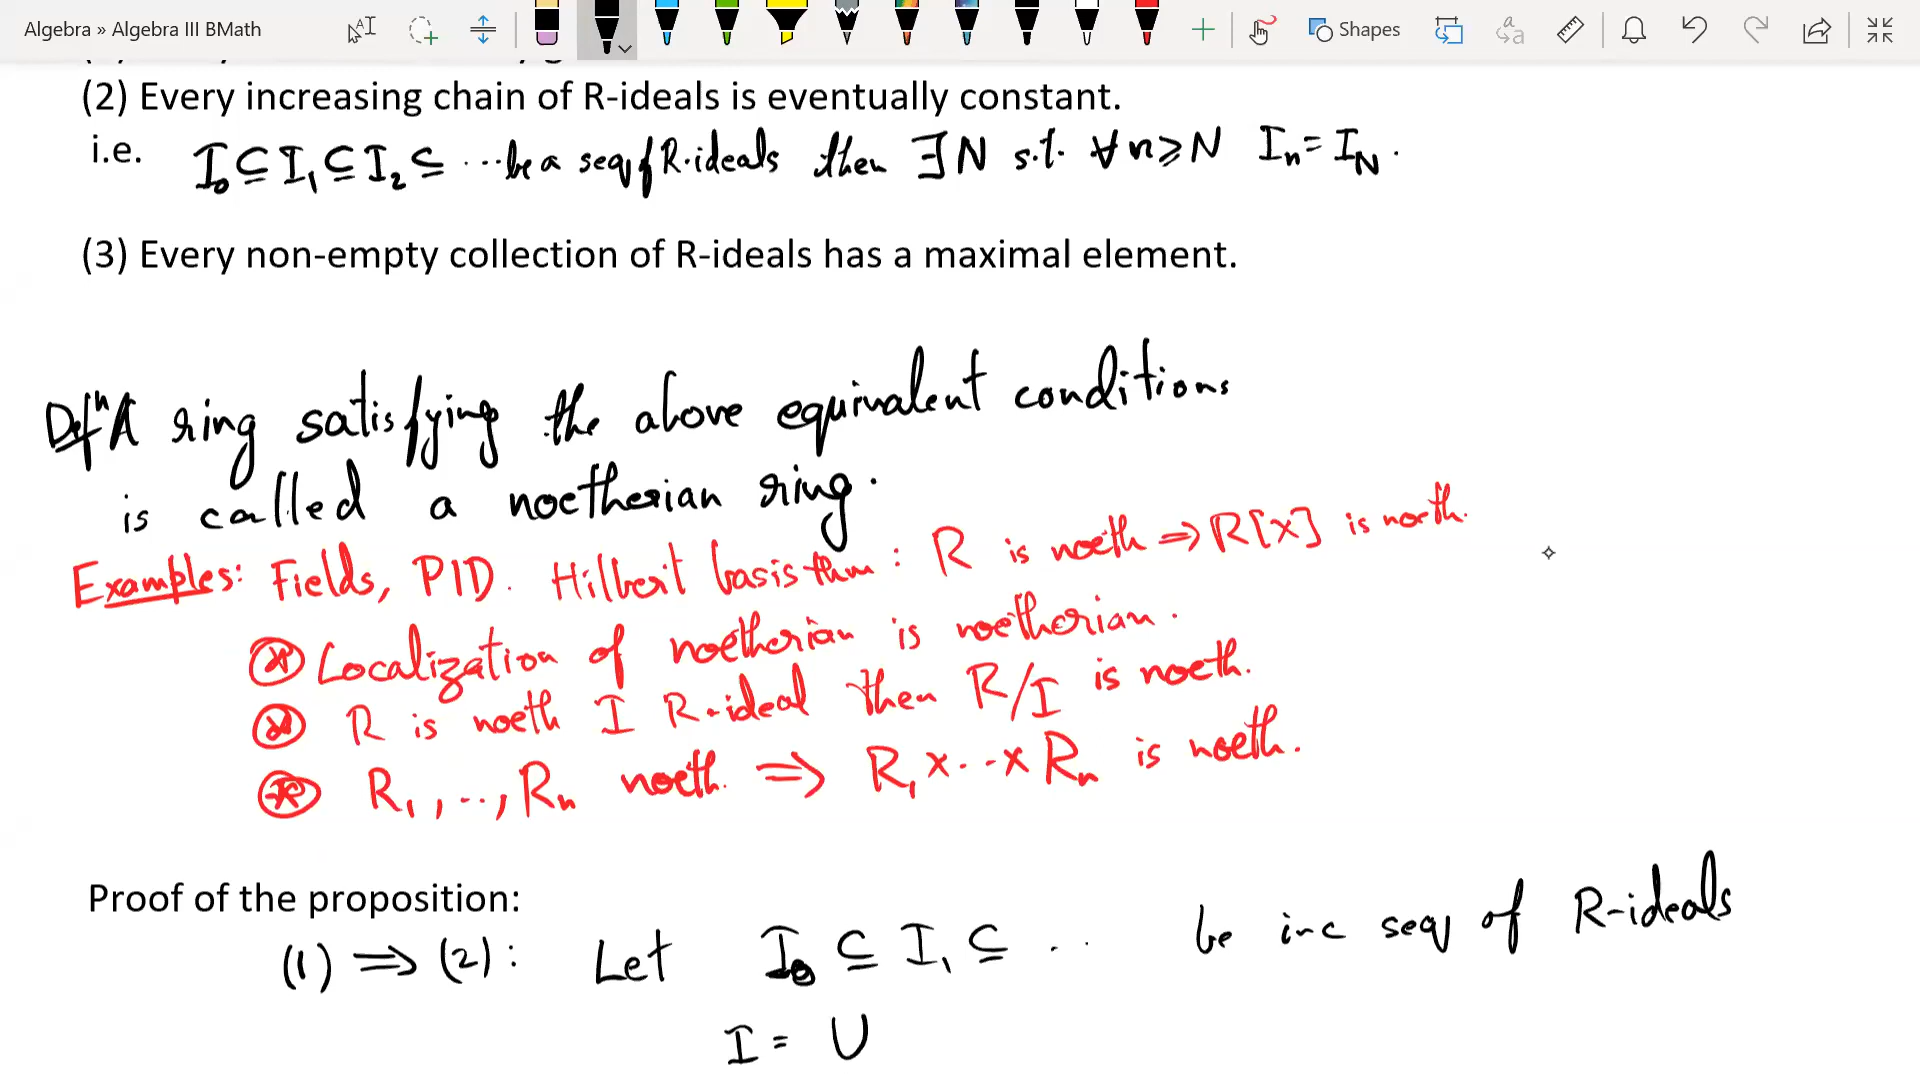 Algebra » Algebra III BMath
Shapes
(2) Every increasing chain of R-ideals is eventually constant.
i.e. I₀ ⊆ I₁ ⊆ I₂ ⊆ ... be a seq of R-ideals then ∃ N s.t. ∀ n ⩾ N Iₙ = I_N.
(3) Every non-empty collection of R-ideals has a maximal element.
Defⁿ A ring satisfying the above equivalent conditions
is called a noetherian ring.
Examples: Fields, PID. Hilbert basis thm: R is noeth ⇒ R[X] is noeth.
⊛ Localization of noetherian is noetherian.
⊛ R is noeth I R-ideal then R/I is noeth.
⊛ R₁,..,Rₙ noeth. ⇒ R₁×..×Rₙ is noeth.
Proof of the proposition:
(1) ⇒ (2): Let I₀ ⊆ I₁ ⊆ ... be inc seq of R-ideals
I = ∪